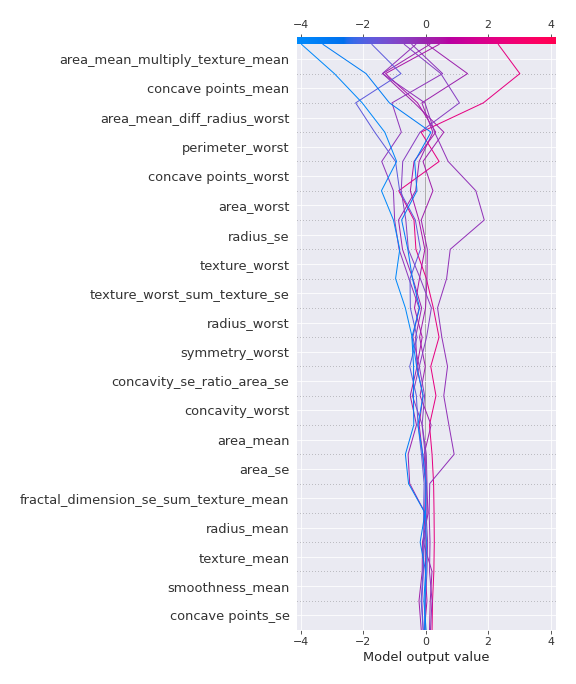 −4 −2 0 2 4
area_mean_multiply_texture_mean
concave points_mean
area_mean_diff_radius_worst
perimeter_worst
concave points_worst
area_worst
radius_se
texture_worst
texture_worst_sum_texture_se
radius_worst
symmetry_worst
concavity_se_ratio_area_se
concavity_worst
area_mean
area_se
fractal_dimension_se_sum_texture_mean
radius_mean
texture_mean
smoothness_mean
concave points_se
−4 −2 0 2 4
Model output value